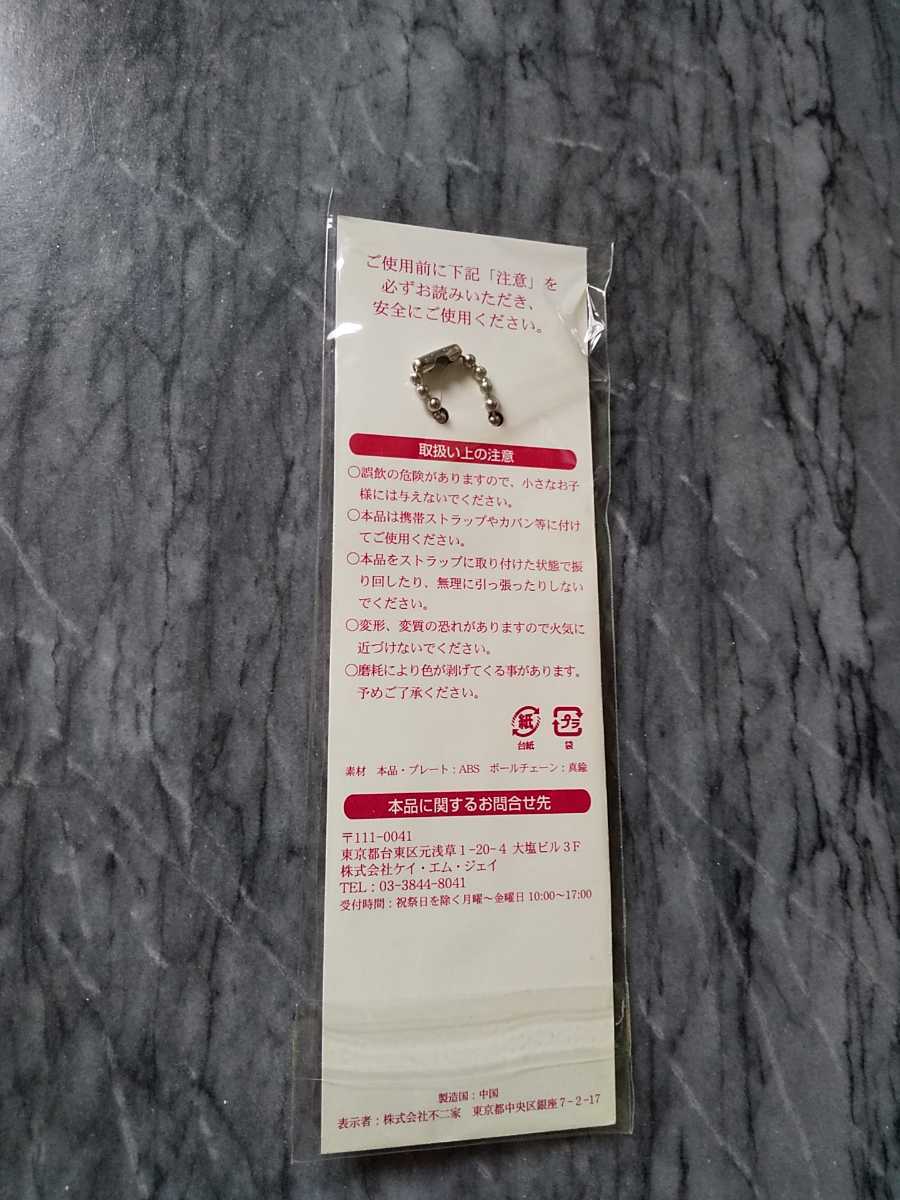 ご使用前に下記「注意」を
必ずお読みいただき、
安全にご使用ください。
取扱い上の注意
○誤飲の危険がありますので、小さなお子
様には与えないでください。
○本品は携帯ストラップやカバン等に付け
てご使用ください。
○本品をストラップに取り付けた状態で振
り回したり、無理に引っ張ったりしない
でください。
○変形、変質の恐れがありますので火気に
近づけないでください。
○磨耗により色が剥げてくる事があります。
予めご了承ください。
紙 プラ
台紙 袋
素材 本品・プレート：ABS ボールチェーン：真鍮
本品に関するお問合せ先
〒111-0041
東京都台東区元浅草1-20-4 大塩ビル3F
株式会社ケイ・エム・ジェイ
TEL：03-3844-8041
受付時間：祝祭日を除く月曜～金曜日 10:00～17:00
製造国：中国
表示者：株式会社不二家 東京都中央区銀座7-2-17